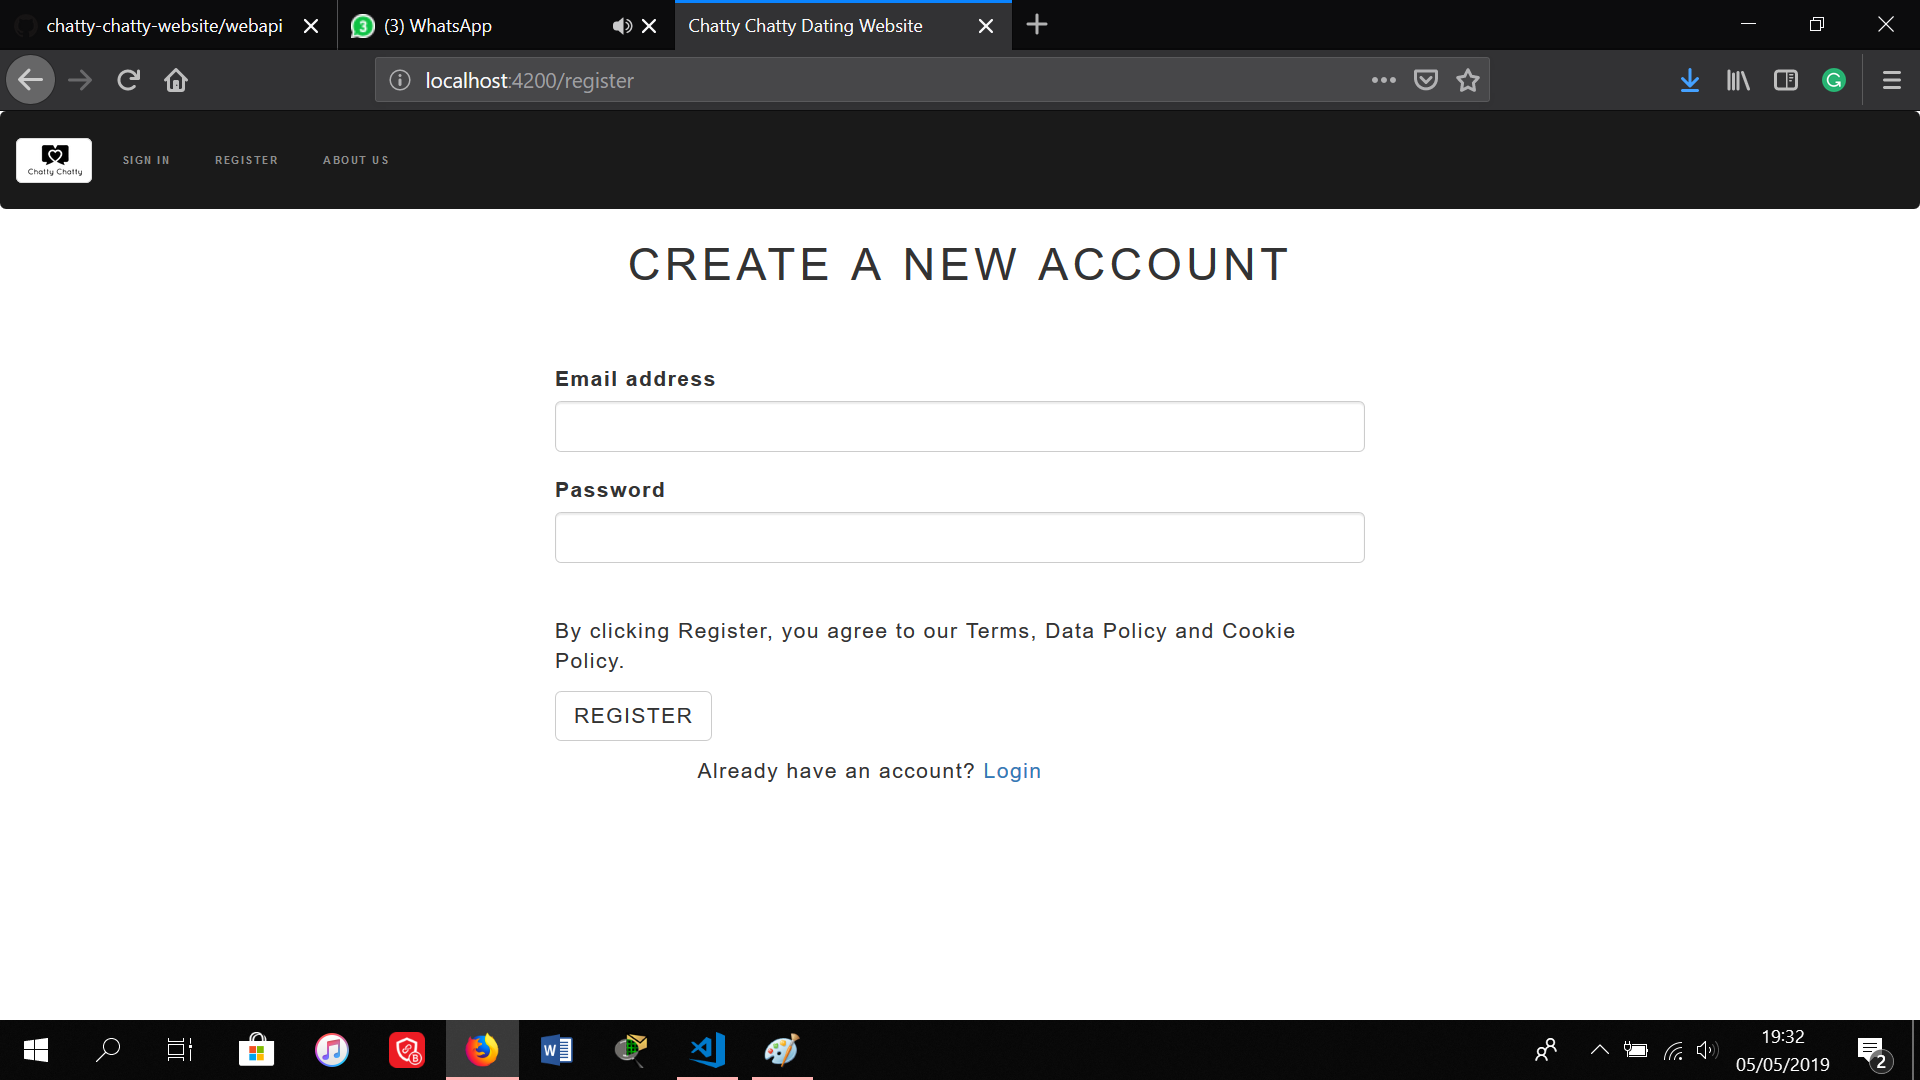 chatty-chatty-website/webapi
3
(3) WhatsApp
Chatty Chatty Dating Website
localhost:4200/register
G
Chatty Chatty
SIGN IN
REGISTER
ABOUT US
CREATE A NEW ACCOUNT
Email address
Password
By clicking Register, you agree to our Terms, Data Policy and Cookie
Policy.
REGISTER
Already have an account? Login
B
W
19:32
05/05/2019
2